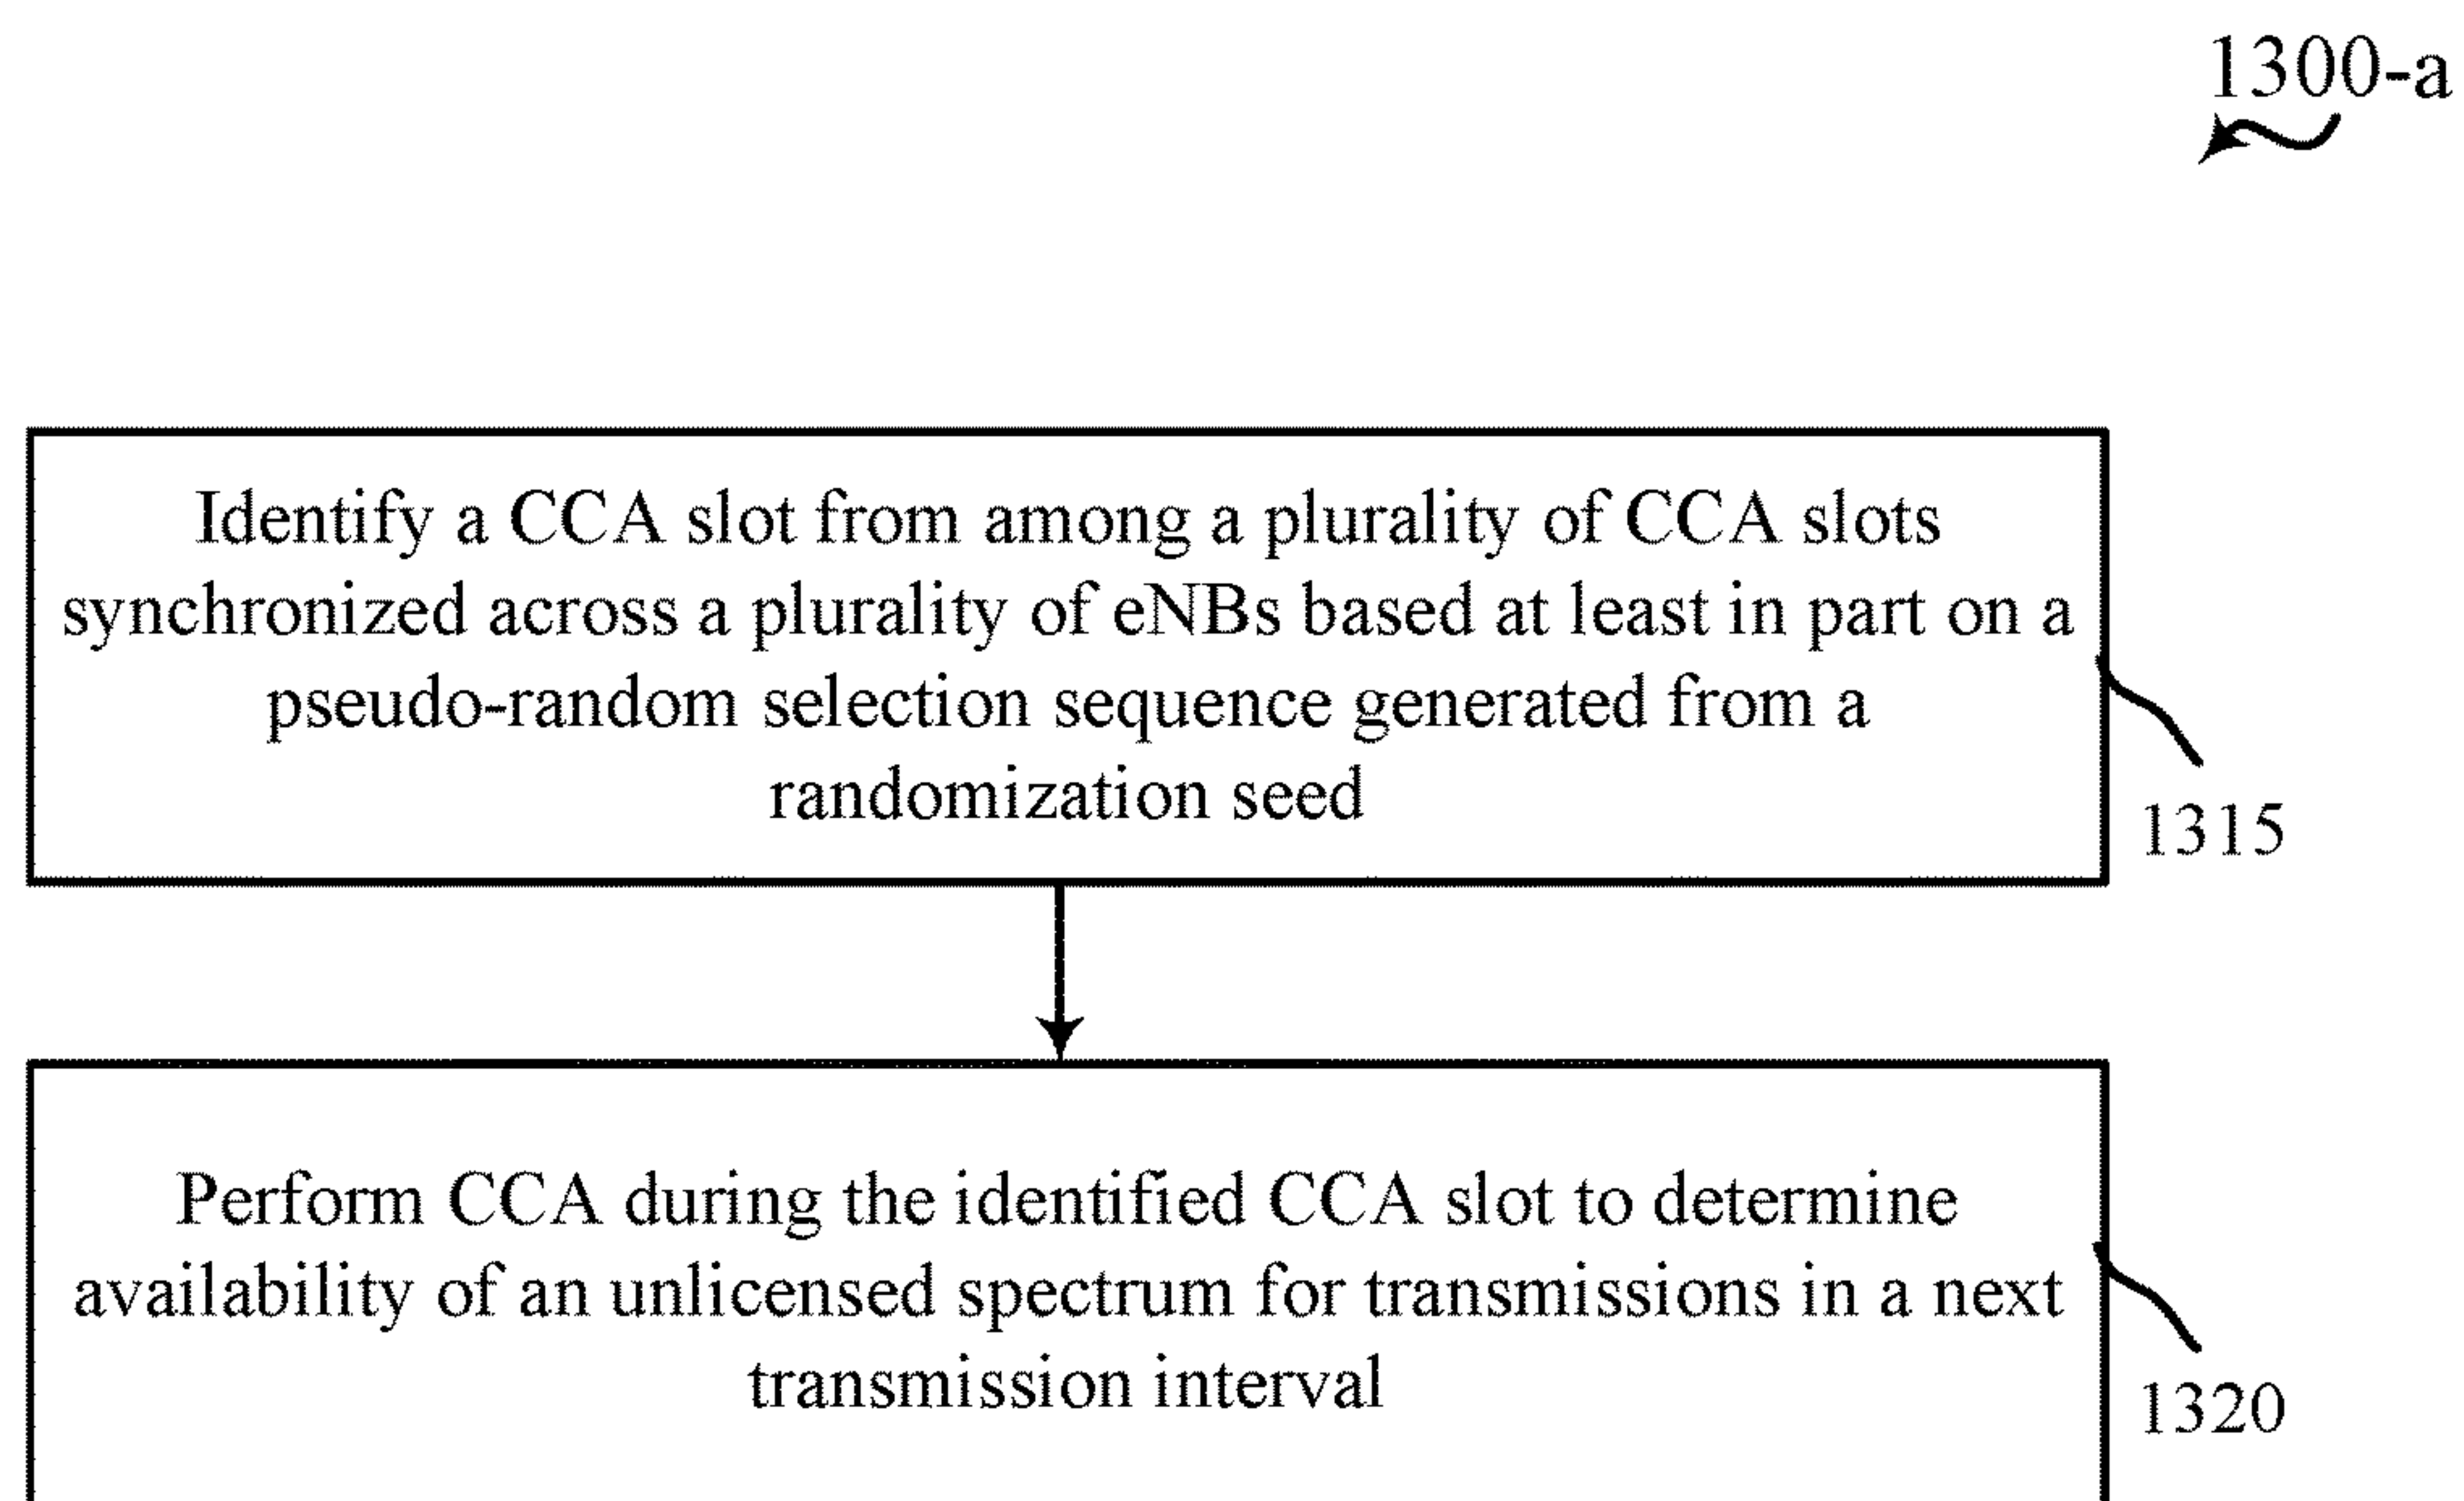 1300-a
Identify a CCA slot from among a plurality of CCA slots
synchronized across a plurality of eNBs based at least in part on a
pseudo-random selection sequence generated from a
randomization seed
1315
Perform CCA during the identified CCA slot to determine
availability of an unlicensed spectrum for transmissions in a next
transmission interval
1320